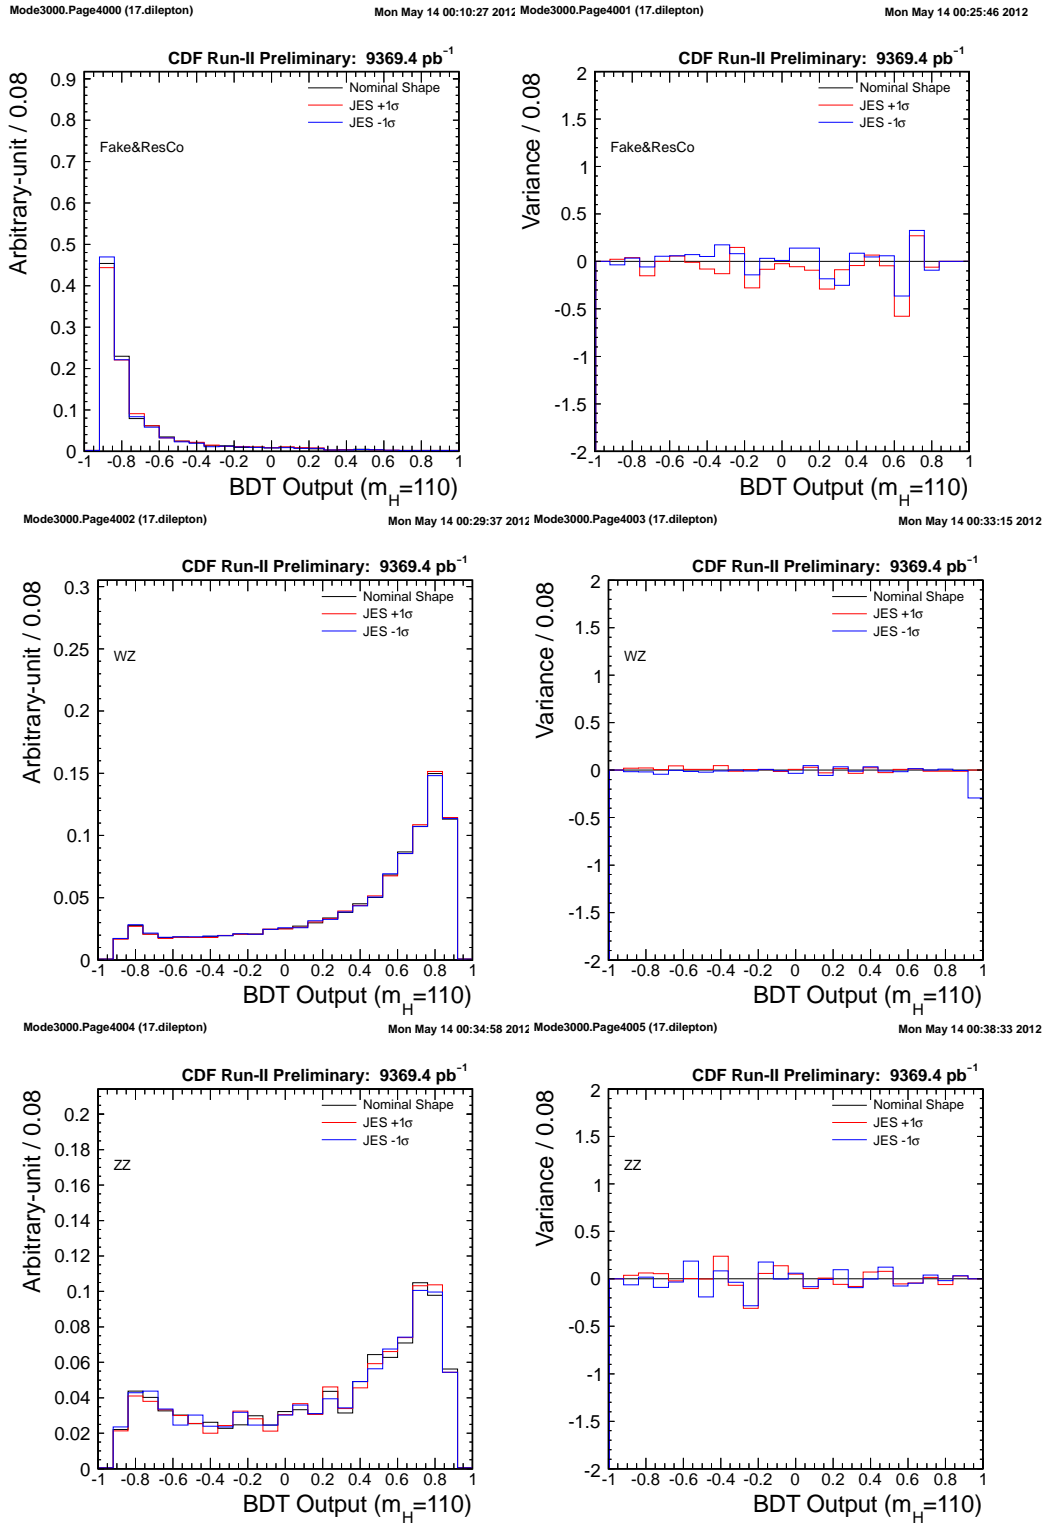 Mode3000.Page4000 (17.dilepton) Mon May 14 00:10:27 2012
Mode3000.Page4001 (17.dilepton) Mon May 14 00:25:46 2012
CDF Run-II Preliminary: 9369.4 pb⁻¹
Arbitrary-unit / 0.08
Nominal Shape
JES +1σ
JES -1σ
Fake&ResCo
0.9
0.8
0.7
0.6
0.5
0.4
0.3
0.2
0.1
0
-1 -0.8 -0.6 -0.4 -0.2 0 0.2 0.4 0.6 0.8 1
BDT Output (m_H=110)
CDF Run-II Preliminary: 9369.4 pb⁻¹
Variance / 0.08
Nominal Shape
JES +1σ
JES -1σ
Fake&ResCo
2
1.5
1
0.5
0
-0.5
-1
-1.5
-2
-1 -0.8 -0.6 -0.4 -0.2 0 0.2 0.4 0.6 0.8 1
BDT Output (m_H=110)
Mode3000.Page4002 (17.dilepton) Mon May 14 00:29:37 2012
Mode3000.Page4003 (17.dilepton) Mon May 14 00:33:15 2012
CDF Run-II Preliminary: 9369.4 pb⁻¹
Arbitrary-unit / 0.08
Nominal Shape
JES +1σ
JES -1σ
WZ
0.3
0.25
0.2
0.15
0.1
0.05
0
-1 -0.8 -0.6 -0.4 -0.2 0 0.2 0.4 0.6 0.8 1
BDT Output (m_H=110)
CDF Run-II Preliminary: 9369.4 pb⁻¹
Variance / 0.08
Nominal Shape
JES +1σ
JES -1σ
WZ
2
1.5
1
0.5
0
-0.5
-1
-1.5
-2
-1 -0.8 -0.6 -0.4 -0.2 0 0.2 0.4 0.6 0.8 1
BDT Output (m_H=110)
Mode3000.Page4004 (17.dilepton) Mon May 14 00:34:58 2012
Mode3000.Page4005 (17.dilepton) Mon May 14 00:38:33 2012
CDF Run-II Preliminary: 9369.4 pb⁻¹
Arbitrary-unit / 0.08
Nominal Shape
JES +1σ
JES -1σ
ZZ
0.2
0.18
0.16
0.14
0.12
0.1
0.08
0.06
0.04
0.02
0
-1 -0.8 -0.6 -0.4 -0.2 0 0.2 0.4 0.6 0.8 1
BDT Output (m_H=110)
CDF Run-II Preliminary: 9369.4 pb⁻¹
Variance / 0.08
Nominal Shape
JES +1σ
JES -1σ
ZZ
2
1.5
1
0.5
0
-0.5
-1
-1.5
-2
-1 -0.8 -0.6 -0.4 -0.2 0 0.2 0.4 0.6 0.8 1
BDT Output (m_H=110)